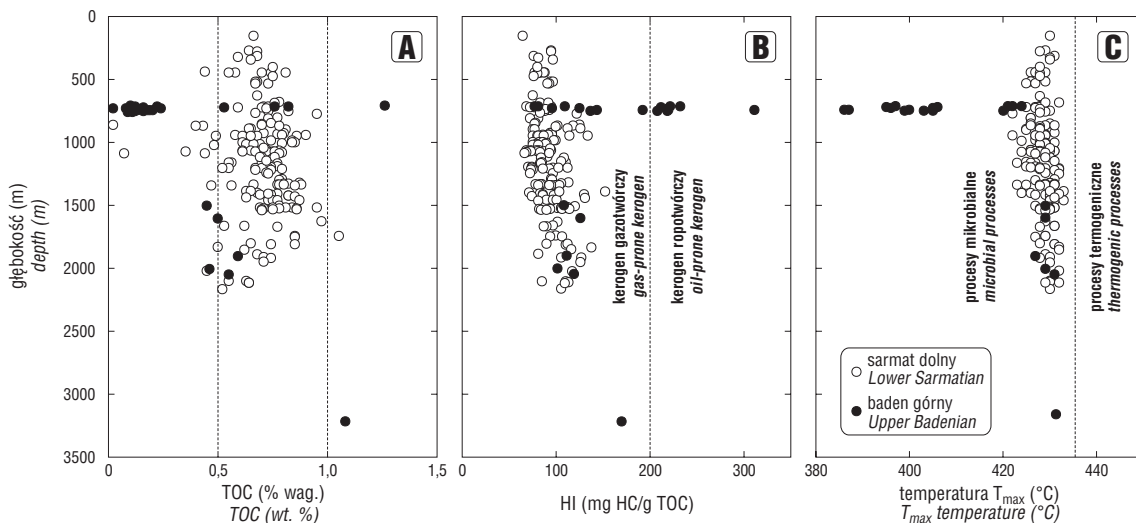 głębokość (m)
depth (m)
0
500
1000
1500
2000
2500
3000
3500
A
0
0,5
1,0
1,5
TOC (% wag.)
TOC (wt. %)
B
kerogen gazotwórczy
gas-prone kerogen
kerogen ropotwórczy
oil-prone kerogen
0
100
200
300
HI (mg HC/g TOC)
C
procesy mikrobialne
microbial processes
procesy termogeniczne
thermogenic processes
sarmat dolny
Lower Sarmatian
baden górny
Upper Badenian
380
400
420
440
temperatura Tmax (°C)
Tmax temperature (°C)